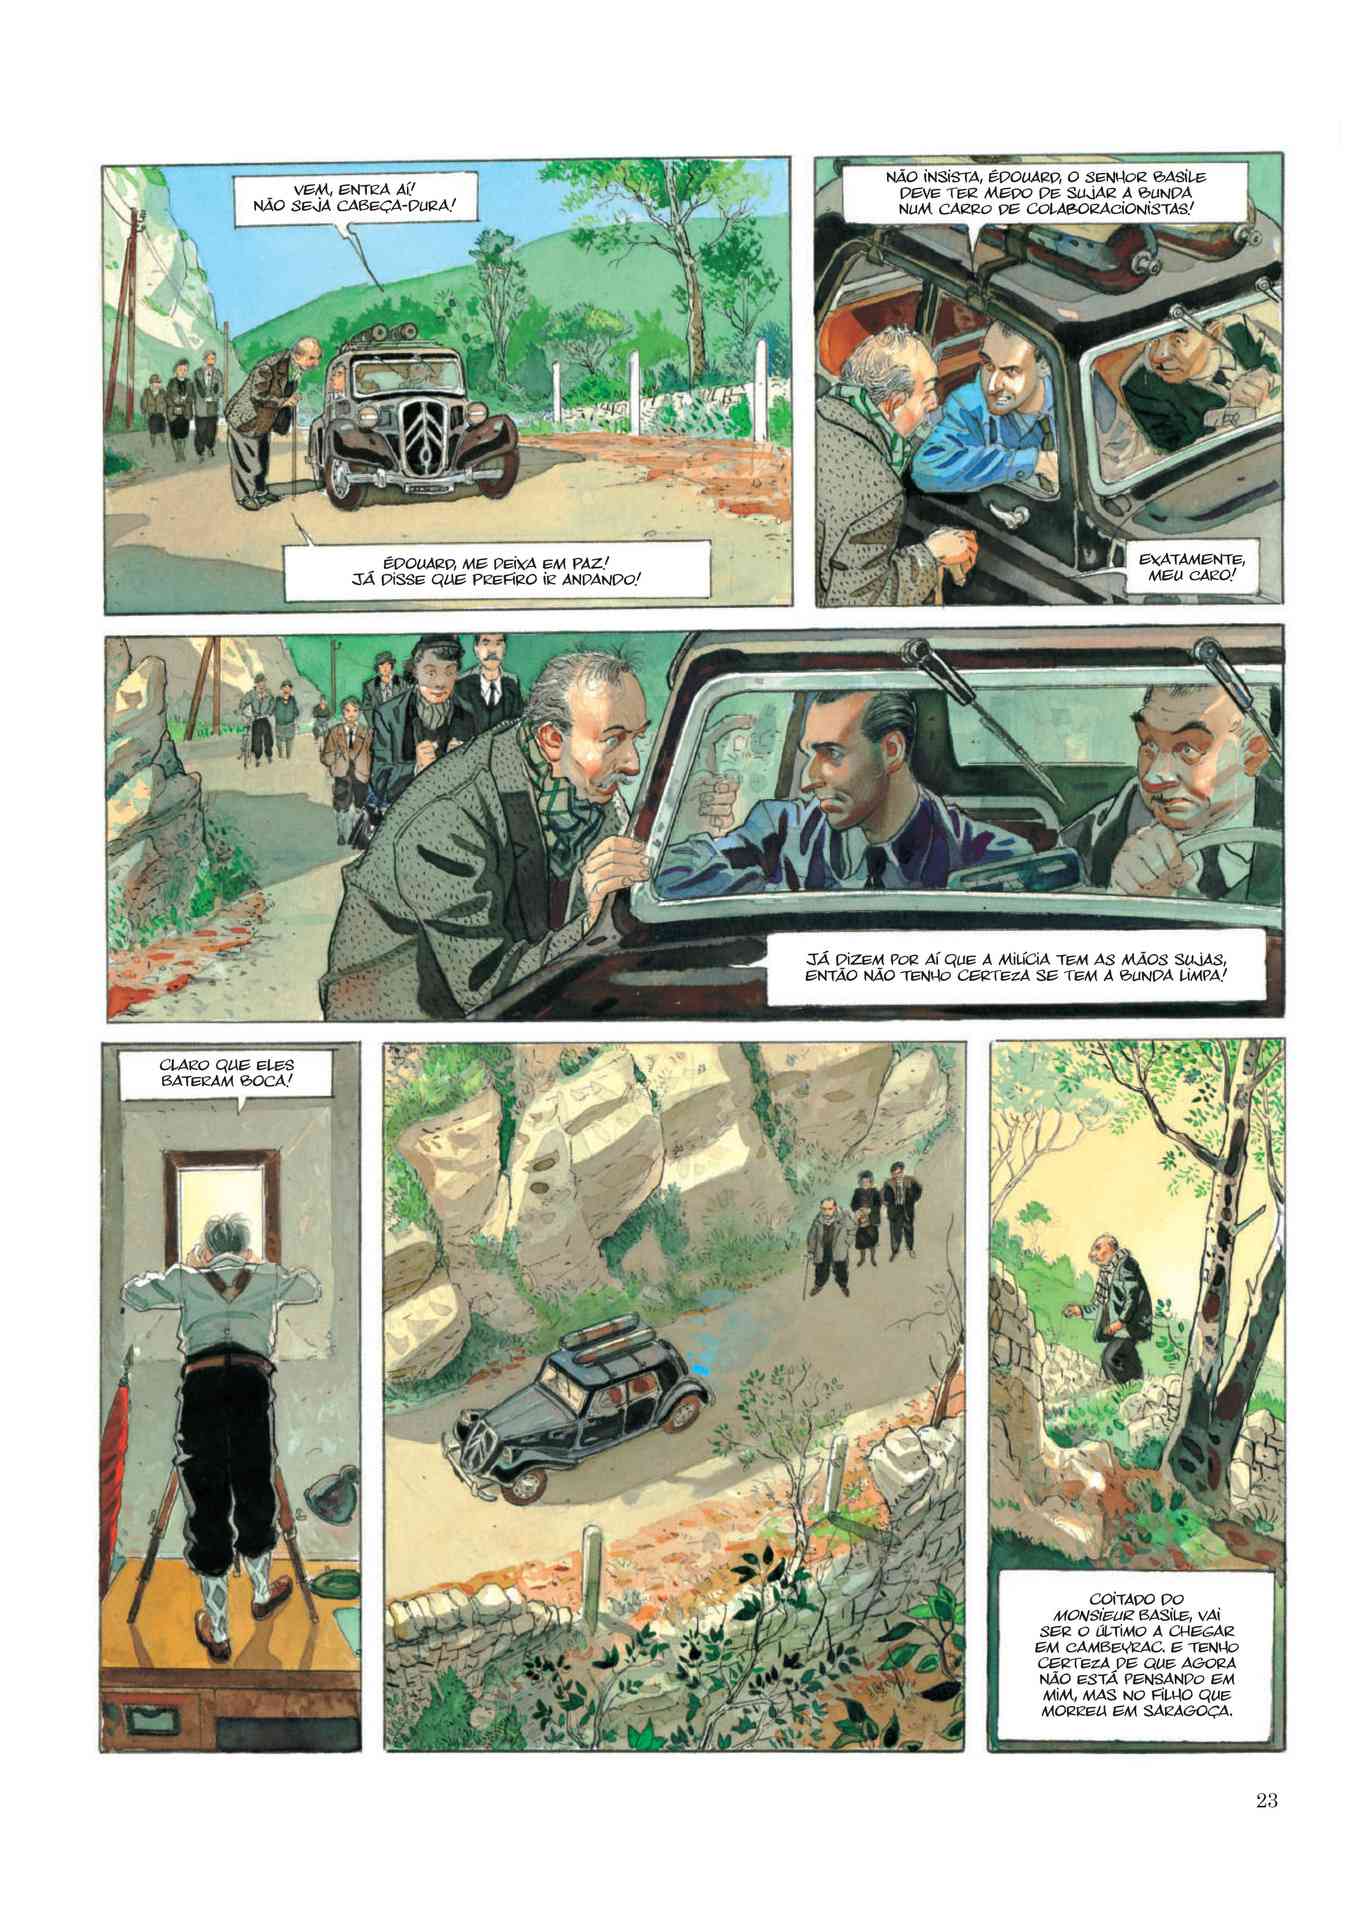 VEM, ENTRA AÍ!
NÃO SEJA CABEÇA-DURA!
ÉDOUARD, ME DEIXA EM PAZ!
JÁ DISSE QUE PREFIRO IR ANDANDO!
NÃO INSISTA, ÉDOUARD, O SENHOR BASILE
DEVE TER MEDO DE SUJAR A BUNDA
NUM CARRO DE COLABORACIONISTAS!
EXATAMENTE,
MEU CARO!
JÁ DIZEM POR AÍ QUE A MILÍCIA TEM AS MÃOS SUJAS,
ENTÃO NÃO TENHO CERTEZA SE TEM A BUNDA LIMPA!
CLARO QUE ELES
BATERAM BOCA!
COITADO DO
MONSIEUR BASILE, VAI
SER O ÚLTIMO A CHEGAR
EM CAMBEYRAC. E TENHO
CERTEZA DE QUE AGORA
NÃO ESTÁ PENSANDO EM
MIM, MAS NO FILHO QUE
MORREU EM SARAGOÇA.
23